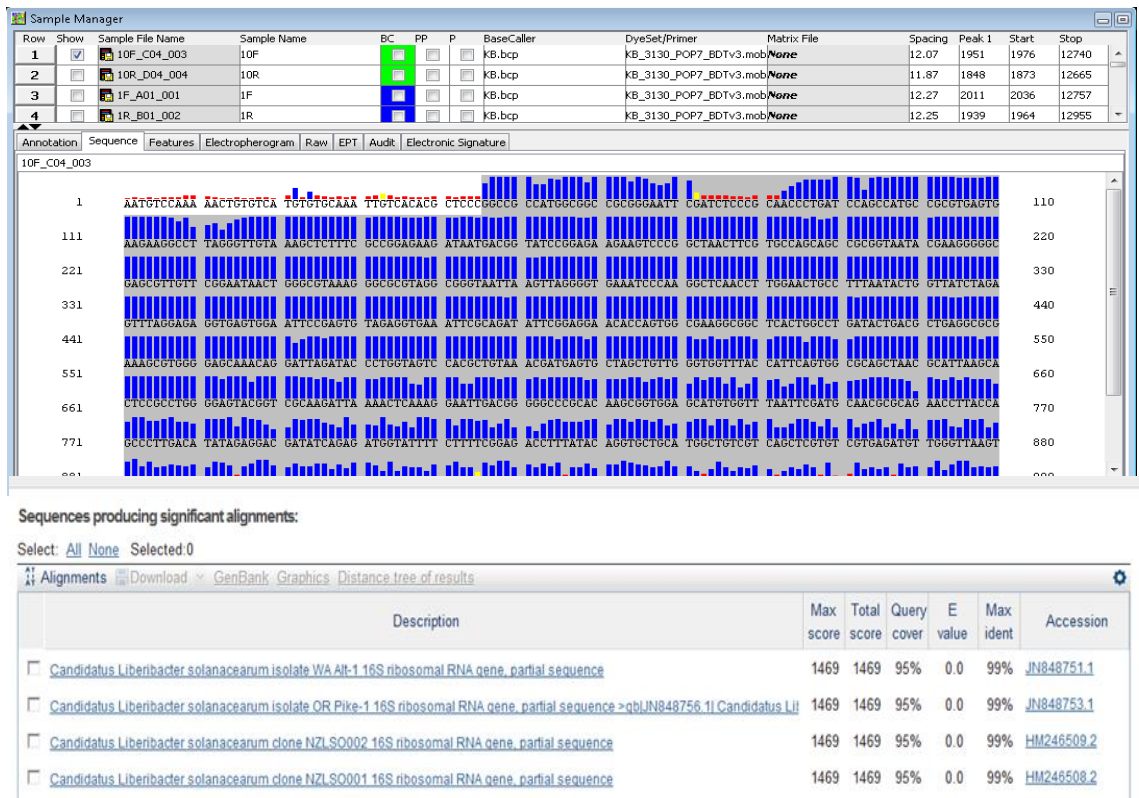 Sample Manager
Row Show Sample File Name Sample Name BC PP P BaseCaller DyeSet/Primer Matrix File Spacing Peak 1 Start Stop
1 10F_C04_003 10F KB.bcp KB_3130_POP7_BDTv3.mob None 12.07 1951 1976 12740
2 10R_D04_004 10R KB.bcp KB_3130_POP7_BDTv3.mob None 11.87 1848 1873 12665
3 1F_A01_001 1F KB.bcp KB_3130_POP7_BDTv3.mob None 12.27 2011 2036 12757
4 1R_B01_002 1R KB.bcp KB_3130_POP7_BDTv3.mob None 12.25 1939 1964 12955
Annotation Sequence Features Electropherogram Raw EPT Audit Electronic Signature
10F_C04_003
1 AATGTCCAAA AACTGTGTCA TGTGTGCAAA TTGTCACACG CTCCCGGCCG CCATGGCGGC CGCGGGAATT CGATCTCCCG CAACCCTGAT CCAGCCATGC CGCGTGAGTG 110
111 AAGAAGGCCT TAGGGTTGTA AAGCTCTTTC GCCGGAGAAG ATAATGACGG TATCCGGAGA AGAAGTCCCG GCTAACTTCG TGCCAGCAGC CGCGGTAATA CGAAGGGGGC 220
221 GAGCGTTGTT CGGAATAACT GGGCGTAAAG GGCGCGTAGG CGGGTAATTA AGTTAGGGGT GAAATCCCAA GGCTCAACCT TGGAACTGCC TTTAATACTG GTTATCTAGA 330
331 GTTTAGGAGA GGTGAGTGGA ATTCCGAGTG TAGAGGTGAA ATTCGCAGAT ATTCGGAGGA ACACCAGTGG CGAAGGCGGC TCACTGGCCT GATACTGACG CTGAGGCGCG 440
441 AAAGCGTGGG GAGCAAACAG GATTAGATAC CCTGGTAGTC CACGCTGTAA ACGATGAGTG CTAGCTGTTG GGTGGTTTAC CATTCAGTGG CGCAGCTAAC GCATTAAGCA 550
551 CTCCGCCTGG GGAGTACGGT CGCAAGATTA AAACTCAAAG GAATTGACGG GGGCCCGCAC AAGCGGTGGA GCATGTGGTT TAATTCGATG CAACGCGCAG AACCTTACCA 660
661 GCCCTTGACA TATAGAGGAC GATATCAGAG ATGGTATTTT CTTTTCGGAG ACCTTTATAC AGGTGCTGCA TGGCTGTCGT CAGCTCGTGT CGTGAGATGT TGGGTTAAGT 770
771 880
Sequences producing significant alignments:
Select: All None Selected:0
Alignments Download GenBank Graphics Distance tree of results
Description Max score Total score Query cover E value Max ident Accession
Candidatus Liberibacter solanacearum isolate WA Alt-1 16S ribosomal RNA gene, partial sequence 1469 1469 95% 0.0 99% JN848751.1
Candidatus Liberibacter solanacearum isolate OR Pike-1 16S ribosomal RNA gene, partial sequence >gb|JN848756.1| Candidatus Lif 1469 1469 95% 0.0 99% JN848753.1
Candidatus Liberibacter solanacearum clone NZLSO002 16S ribosomal RNA gene, partial sequence 1469 1469 95% 0.0 99% HM246509.2
Candidatus Liberibacter solanacearum clone NZLSO001 16S ribosomal RNA gene, partial sequence 1469 1469 95% 0.0 99% HM246508.2